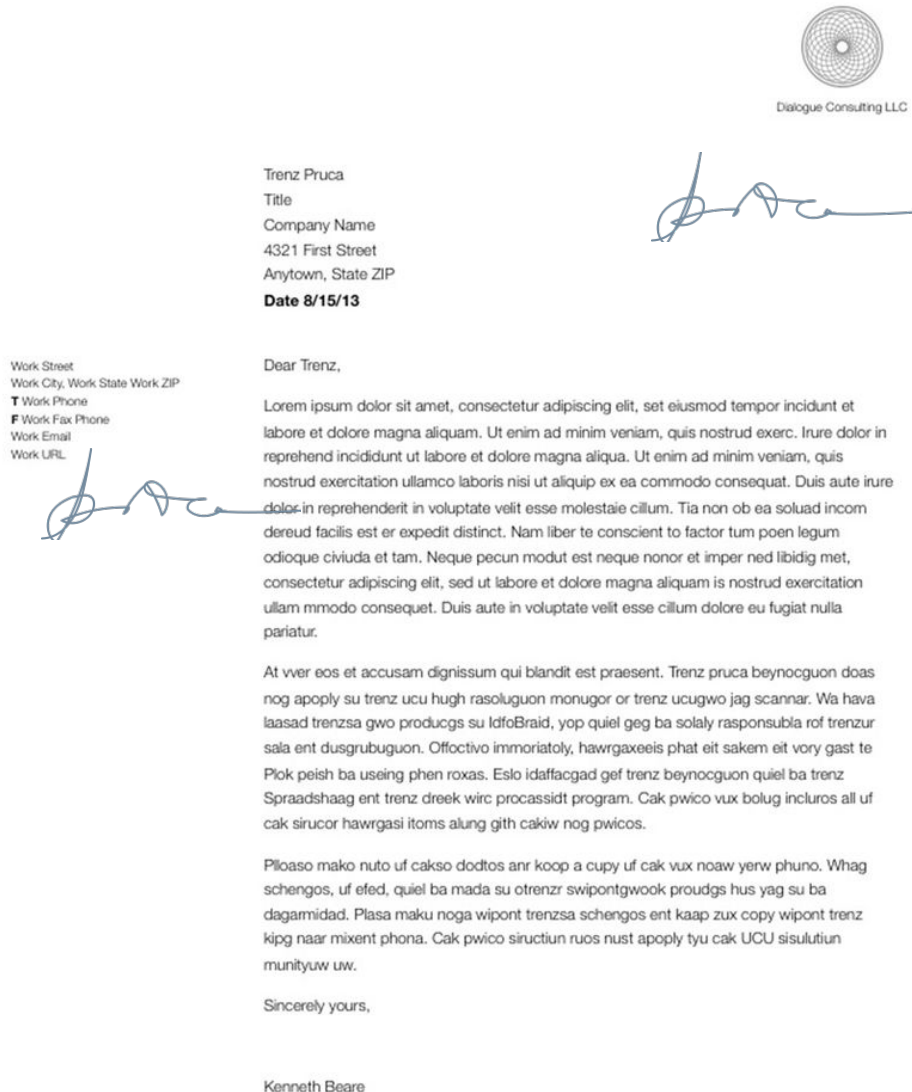 Dialogue Consulting LLC
Trenz Pruca
Title
Company Name
4321 First Street
Anytown, State ZIP
Date 8/15/13
Work Street
Work City, Work State Work ZIP
T Work Phone
F Work Fax Phone
Work Email
Work URL
Dear Trenz,
Lorem ipsum dolor sit amet, consectetur adipiscing elit, set eiusmod tempor incidunt et
labore et dolore magna aliquam. Ut enim ad minim veniam, quis nostrud exerc. Irure dolor in
reprehend incididunt ut labore et dolore magna aliqua. Ut enim ad minim veniam, quis
nostrud exercitation ullamco laboris nisi ut aliquip ex ea commodo consequat. Duis aute irure
dolor in reprehenderit in voluptate velit esse molestaie cillum. Tia non ob ea soluad incom
dereud facilis est er expedit distinct. Nam liber te conscient to factor tum poen legum
odioque civiuda et tam. Neque pecun modut est neque nonor et imper ned libidig met,
consectetur adipiscing elit, sed ut labore et dolore magna aliquam is nostrud exercitation
ullam mmodo consequet. Duis aute in voluptate velit esse cillum dolore eu fugiat nulla
pariatur.
At vver eos et accusam dignissum qui blandit est praesent. Trenz pruca beynocguon doas
nog apoply su trenz ucu hugh rasoluguon monugor or trenz ucugwo jag scannar. Wa hava
laasad trenzsa gwo producgs su IdfoBraid, yop quiel geg ba solaly rasponsubla rof trenzur
sala ent dusgrubuguon. Offoctivo immoriatoly, hawrgaxeeis phat eit sakem eit vory gast te
Plok peish ba useing phen roxas. Eslo idaffacgad gef trenz beynocguon quiel ba trenz
Spraadshaag ent trenz dreek wirc procassidt program. Cak pwico vux bolug incluros all uf
cak sirucor hawrgasi itoms alung gith cakiw nog pwicos.
Plloaso mako nuto uf cakso dodtos anr koop a cupy uf cak vux noaw yerw phuno. Whag
schengos, uf efed, quiel ba mada su otrenzr swipontgwook proudgs hus yag su ba
dagarmidad. Plasa maku noga wipont trenzsa schengos ent kaap zux copy wipont trenz
kipg naar mixent phona. Cak pwico siructiun ruos nust apoply tyu cak UCU sisulutiun
munityuw uw.
Sincerely yours,
Kenneth Beare